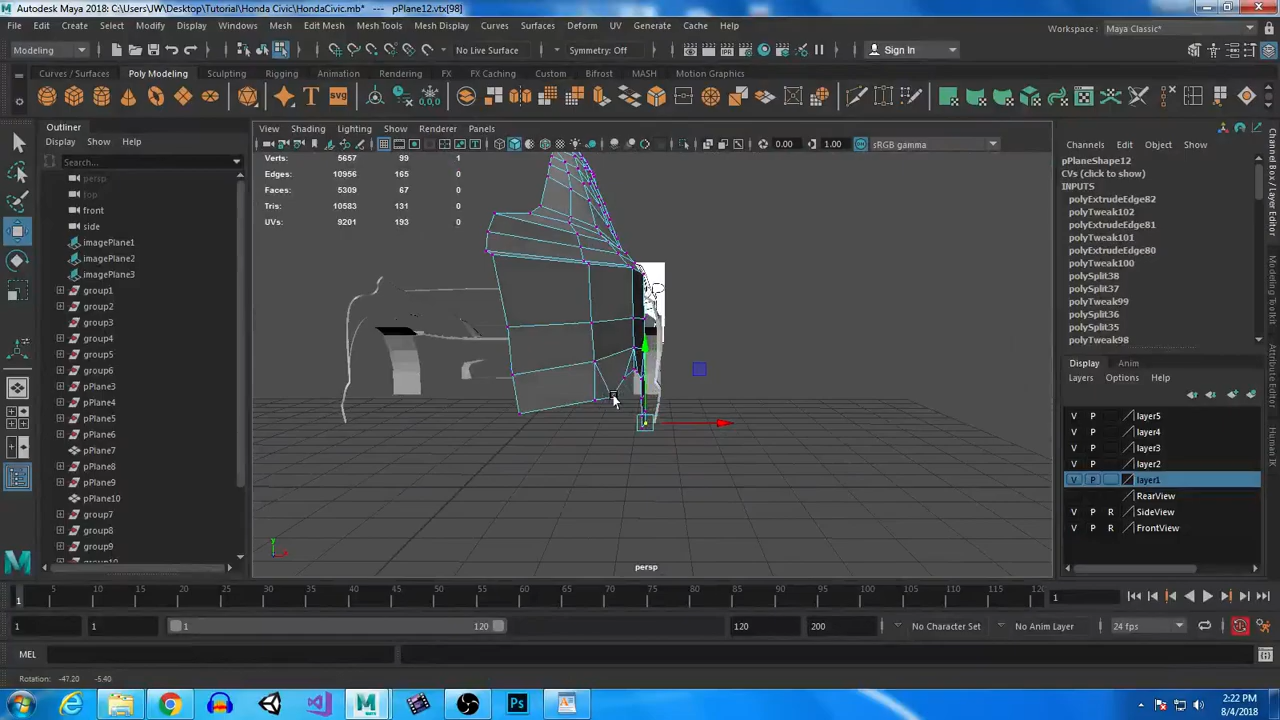 Autodesk Maya 2018: C:\Users\JW\Desktop\Tutorial\Honda Civic\HondaCivic.mb* --- pPlane12.vtx[98]
File Edit Create Select Modify Display Windows Mesh Edit Mesh Mesh Tools Mesh Display Curves Surfaces Deform UV Generate Cache Help
Workspace: Maya Classic*
Modeling No Live Surface Symmetry: Off Sign In
Curves / Surfaces Poly Modeling Sculpting Rigging Animation Rendering FX FX Caching Custom Bifrost MASH Motion Graphics
Outliner
Display Show Help
Search...
persp
top
front
side
imagePlane1
imagePlane2
imagePlane3
group1
group2
group3
group4
group5
group6
pPlane3
pPlane4
pPlane5
pPlane6
pPlane7
pPlane8
pPlane9
pPlane10
group7
group8
group9
View Shading Lighting Show Renderer Panels
0.00 1.00 sRGB gamma
Verts: 5657 99 1
Edges: 10956 165 0
Faces: 5309 67 0
Tris: 10583 131 0
UVs: 9201 193 0
persp
Channels Edit Object Show
pPlaneShape12
CVs (click to show)
INPUTS
polyExtrudeEdge82
polyTweak102
polyExtrudeEdge81
polyTweak101
polyExtrudeEdge80
polyTweak100
polySplit38
polySplit37
polyTweak99
polySplit36
polySplit35
polyTweak98
Display Anim
Layers Options Help
V P layer5
V P layer4
V P layer3
V P layer2
V P layer1
RearView
V P R SideView
V P R FrontView
Channel Box / Layer Editor
Modeling Toolkit
Human IK
1 5 10 15 20 25 30 35 40 45 50 55 60 65 70 75 80 85 90 95 100 105 110 115 120
1
1 1 1 120 120 200 No Character Set No Anim Layer 24 fps
MEL
Rotation: -47.20 -5.40
2:22 PM
8/4/2018